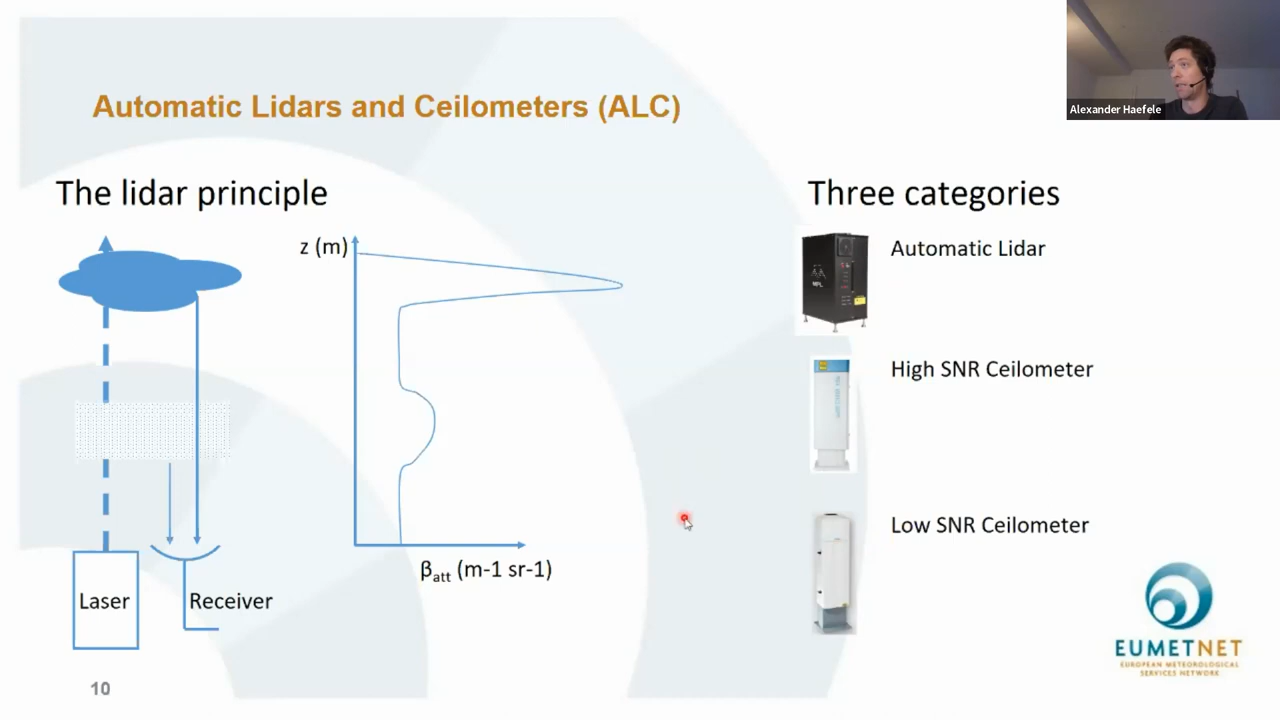 Alexander Haefele
Automatic Lidars and Ceilometers (ALC)
The lidar principle
z (m)
βatt (m-1 sr-1)
Laser
Receiver
Three categories
Automatic Lidar
MPL
High SNR Ceilometer
Low SNR Ceilometer
EUMETNET
EUROPEAN METEOROLOGICAL
SERVICES NETWORK
10